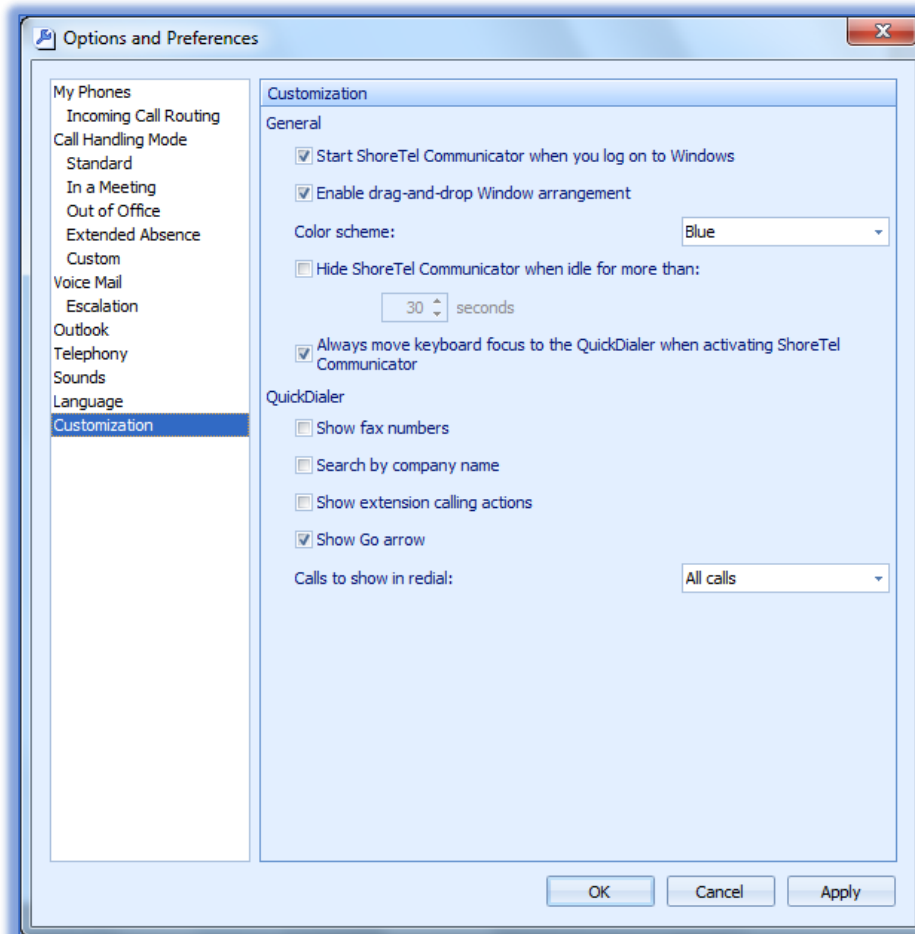 Options and Preferences
My Phones
Incoming Call Routing
Call Handling Mode
Standard
In a Meeting
Out of Office
Extended Absence
Custom
Voice Mail
Escalation
Outlook
Telephony
Sounds
Language
Customization
Customization
General
Start ShoreTel Communicator when you log on to Windows
Enable drag-and-drop Window arrangement
Color scheme: Blue
Hide ShoreTel Communicator when idle for more than:
30 seconds
Always move keyboard focus to the QuickDialer when activating ShoreTel
Communicator
QuickDialer
Show fax numbers
Search by company name
Show extension calling actions
Show Go arrow
Calls to show in redial: All calls
OK Cancel Apply